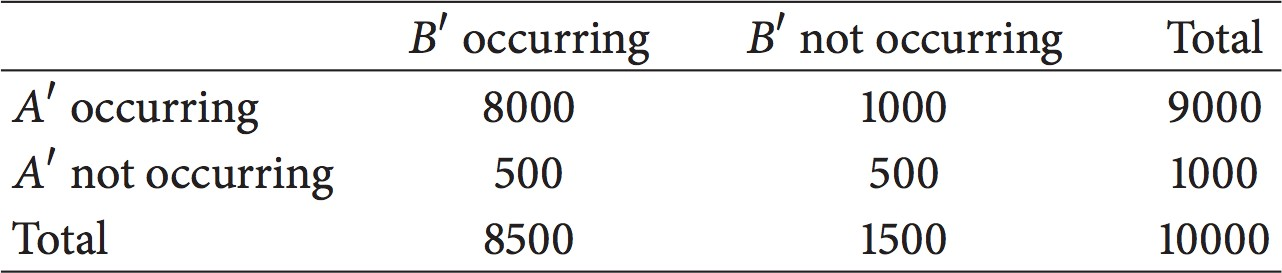 B′ occurring B′ not occurring Total
A′ occurring 8000 1000 9000
A′ not occurring 500 500 1000
Total 8500 1500 10000